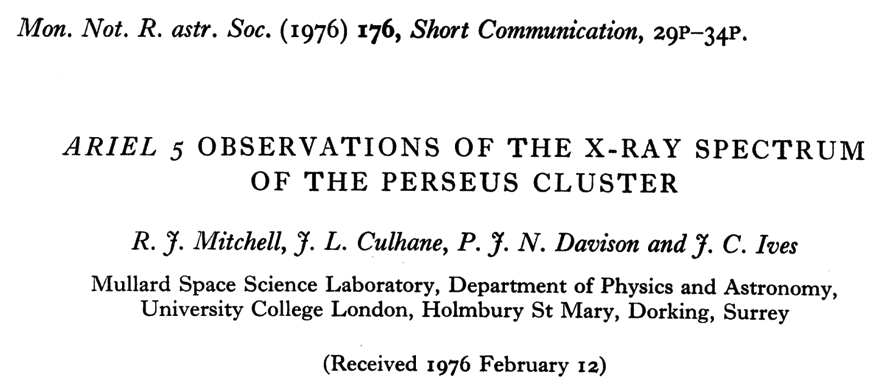 Mon. Not. R. astr. Soc. (1976) 176, Short Communication, 29P–34P.
ARIEL 5 OBSERVATIONS OF THE X-RAY SPECTRUM
OF THE PERSEUS CLUSTER
R. J. Mitchell, J. L. Culhane, P. J. N. Davison and J. C. Ives
Mullard Space Science Laboratory, Department of Physics and Astronomy,
University College London, Holmbury St Mary, Dorking, Surrey
(Received 1976 February 12)